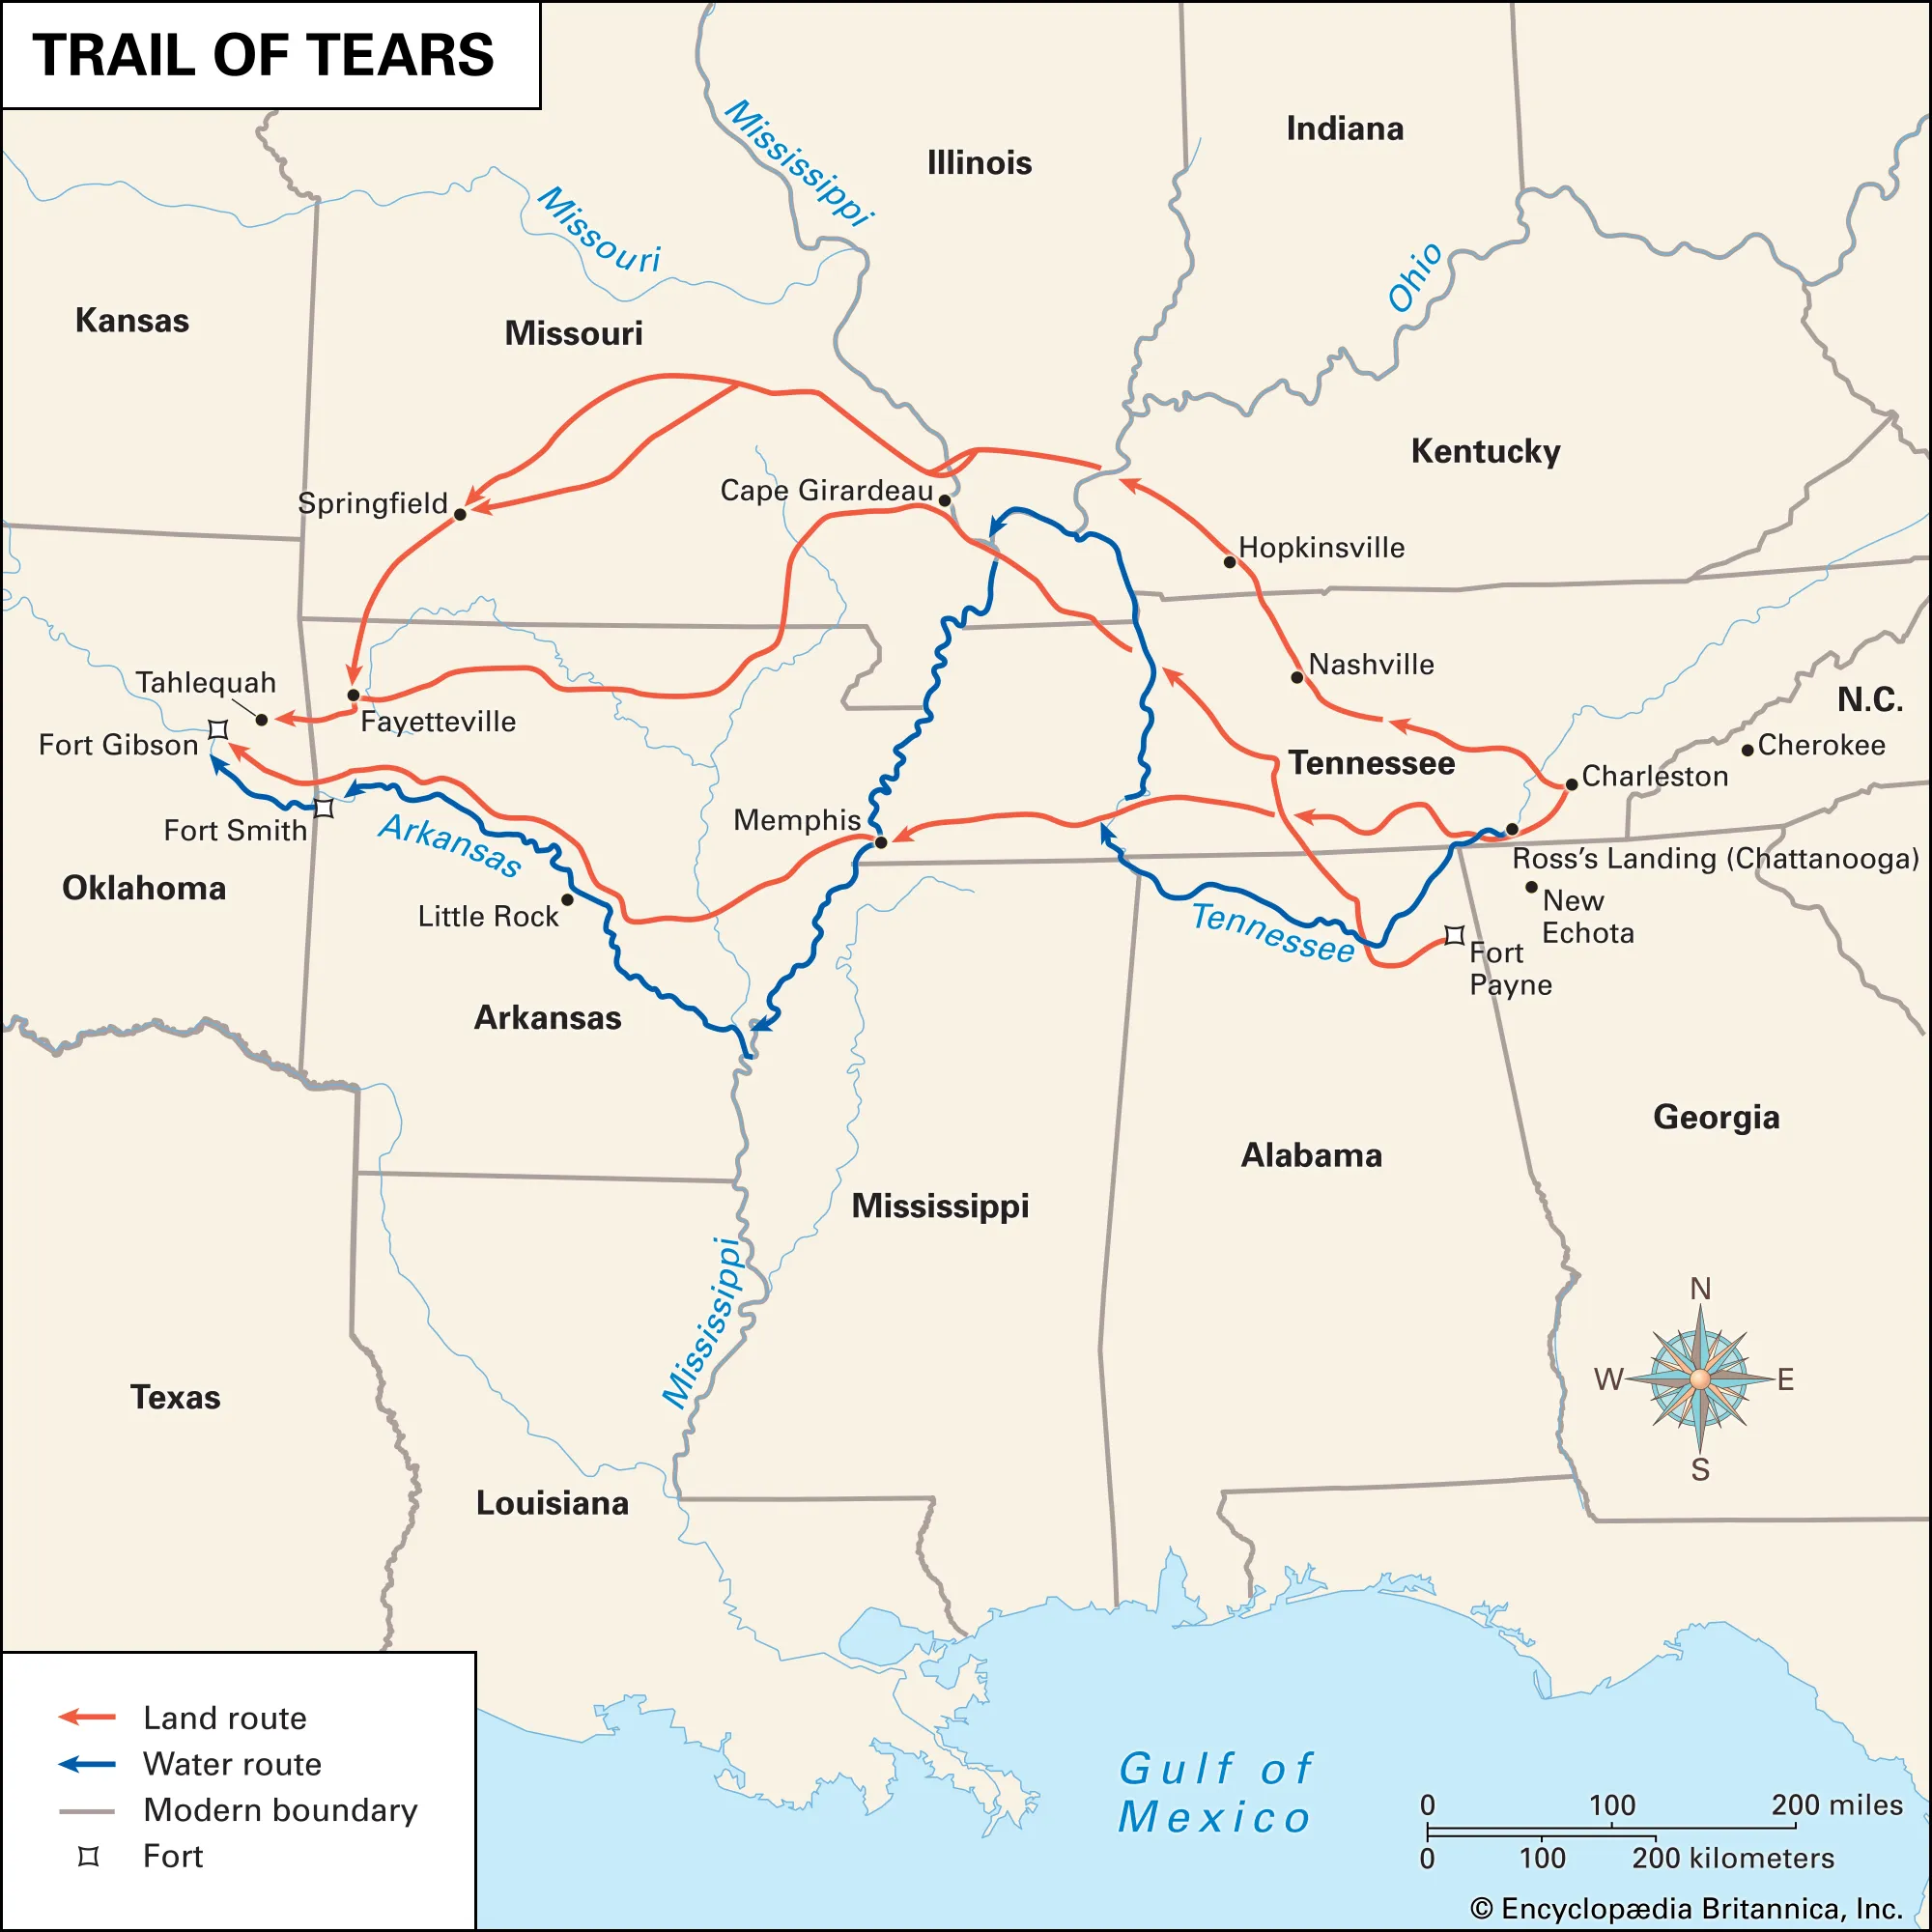 TRAIL OF TEARS
Mississippi
Illinois
Indiana
Missouri
Ohio
Kansas
Missouri
Kentucky
Springfield
Cape Girardeau
Hopkinsville
Nashville
Tahlequah
Fayetteville
Fort Gibson
N.C.
Cherokee
Tennessee
Charleston
Fort Smith
Arkansas
Memphis
Ross's Landing (Chattanooga)
Oklahoma
Little Rock
Tennessee
New
Echota
Fort
Payne
Arkansas
Georgia
Alabama
Mississippi
Mississippi
N
W
E
S
Texas
Louisiana
Land route
Water route
Modern boundary
Fort
Gulf of
Mexico
0 100 200 miles
0 100 200 kilometers
© Encyclopædia Britannica, Inc.